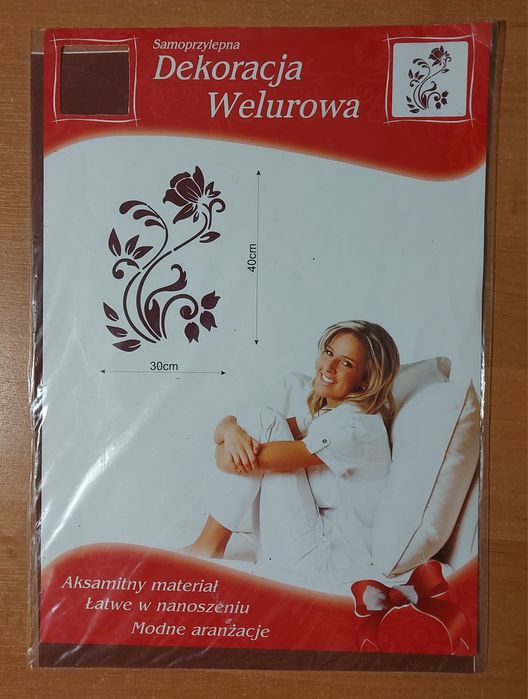 Samoprzylepna
Dekoracja
Welurowa
40cm
30cm
Aksamitny materiał
Łatwe w nanoszeniu
Modne aranżacje